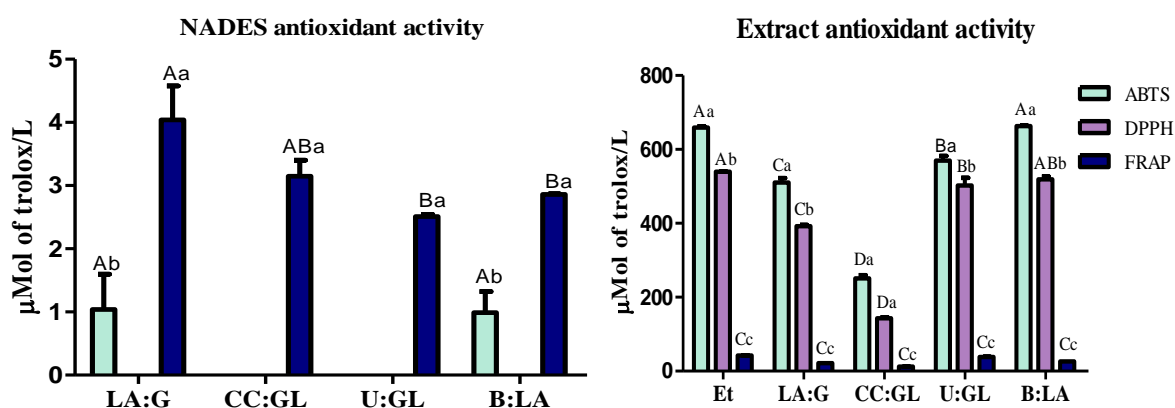 NADES antioxidant activity
µMol of trolox/L
5
4
3
2
1
0
Aa
Ab
ABa
Ba
Ab
Ba
LA:G CC:GL U:GL B:LA
Extract antioxidant activity
µMol of trolox/L
800
600
400
200
0
Aa
Ab
Cc
Ca
Cb
Cc
Da
Da
Cc
Ba
Bb
Cc
Aa
ABb
Cc
Et LA:G CC:GL U:GL B:LA
ABTS
DPPH
FRAP